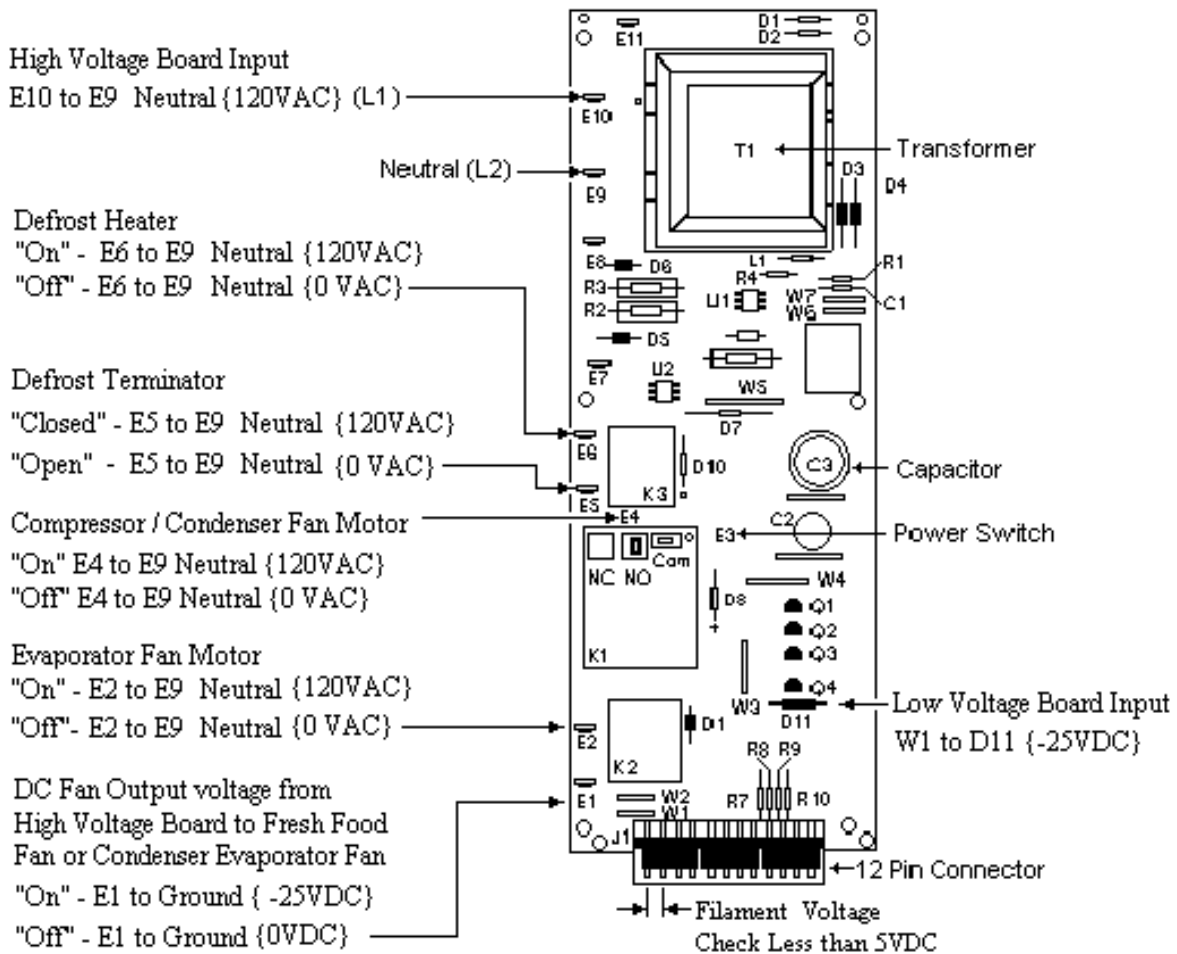 High Voltage Board Input
E10 to E9 Neutral {120VAC} (L1)
Neutral (L2)
Defrost Heater
"On" - E6 to E9 Neutral {120VAC}
"Off" - E6 to E9 Neutral {0 VAC}
Defrost Terminator
"Closed" - E5 to E9 Neutral {120VAC}
"Open" - E5 to E9 Neutral {0 VAC}
Compressor / Condenser Fan Motor
"On" E4 to E9 Neutral {120VAC}
"Off" E4 to E9 Neutral {0 VAC}
Evaporator Fan Motor
"On" - E2 to E9 Neutral {120VAC}
"Off"- E2 to E9 Neutral {0 VAC}
DC Fan Output voltage from
High Voltage Board to Fresh Food
Fan or Condenser Evaporator Fan
"On" - E1 to Ground { -25VDC}
"Off" - E1 to Ground {0VDC}
E11
D1
D2
E10
T1
E9
D3
D4
E8
D6
L1
R4
R1
R3
U1
W7
W6
C1
R2
D5
E7
U2
W5
D7
E6
D10
C3
K3
E5
E4
C2
E3
Com
NC NO
W4
D8
+
Q1
Q2
Q3
K1
Q4
W3
D11
E2
D1
R8 R9
K2
E1
W2
W1
R7
R10
J1
Transformer
Capacitor
Power Switch
Low Voltage Board Input
W1 to D11 {-25VDC}
12 Pin Connector
Filament Voltage
Check Less than 5VDC